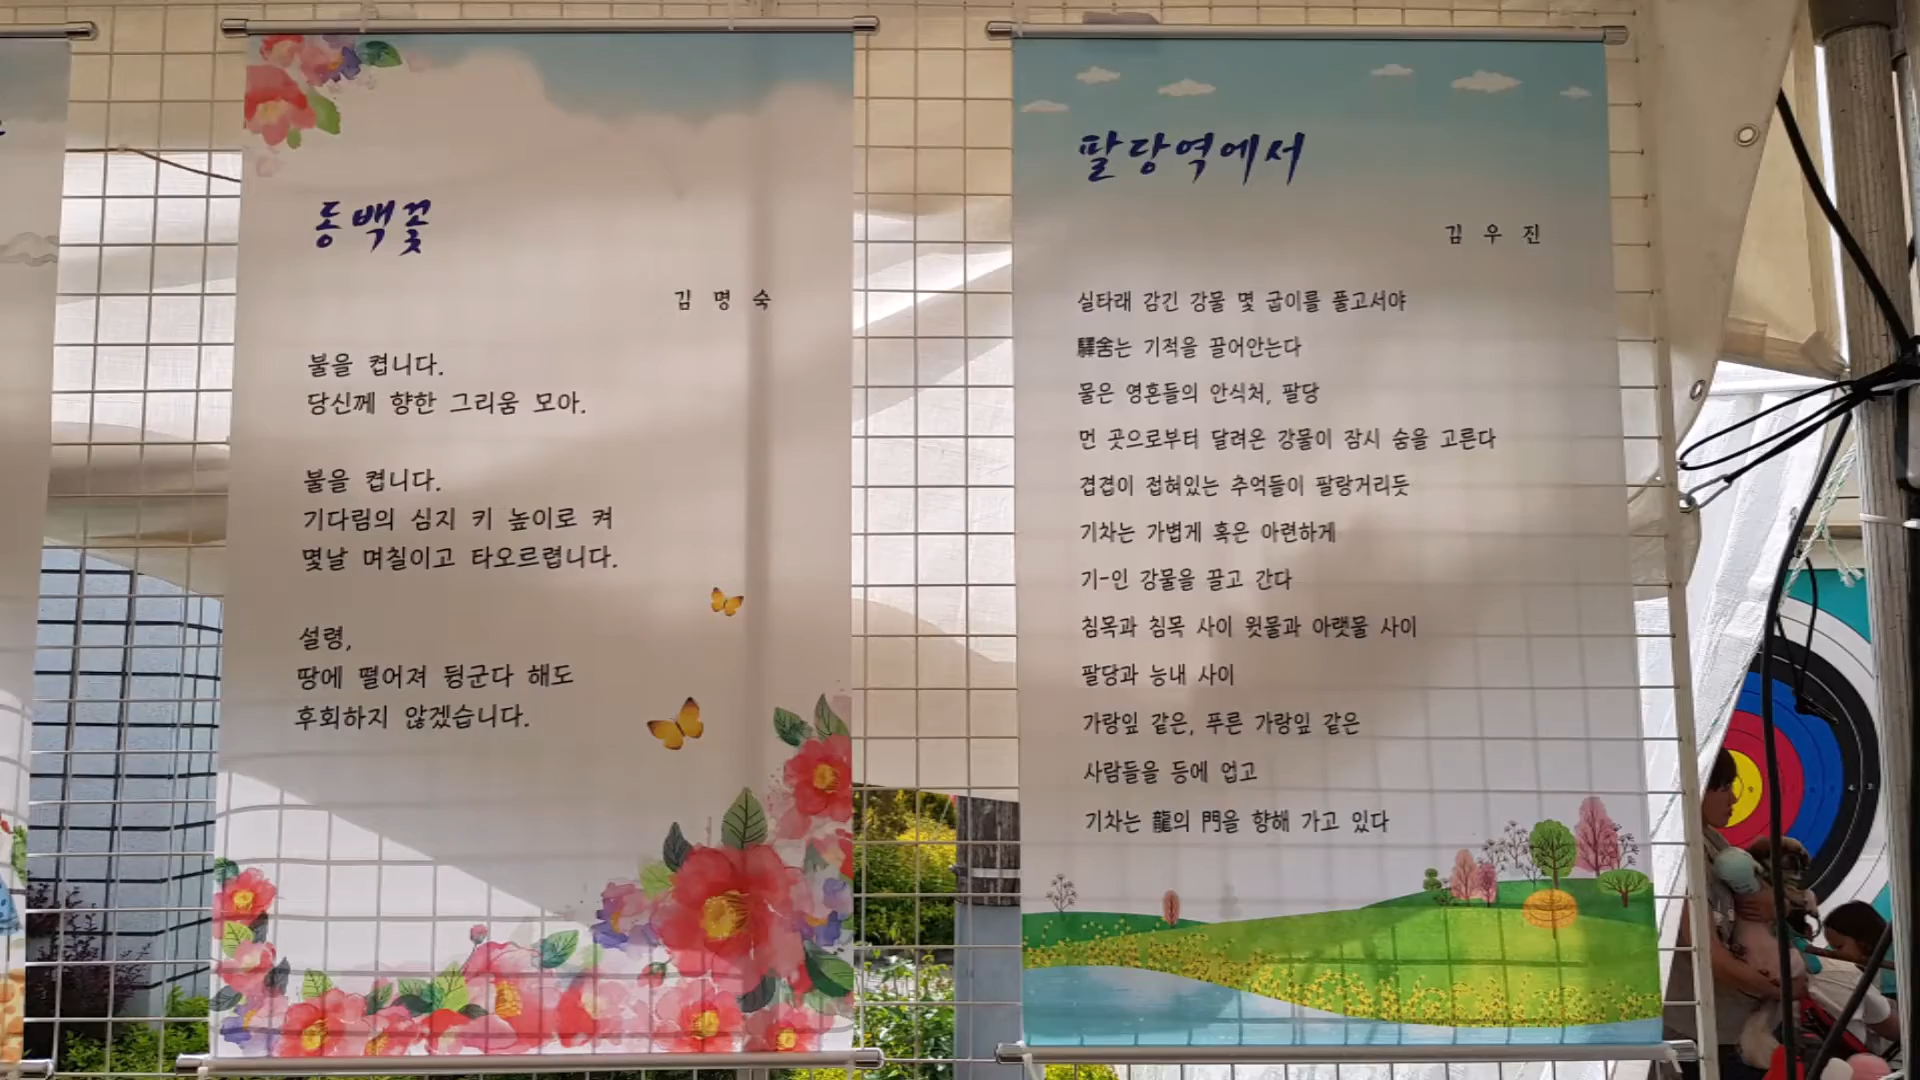 동백꽃
김 명 숙
불을 켭니다.
당신께 향한 그리움 모아.
불을 켭니다.
기다림의 심지 키 높이로 켜
몇날 며칠이고 타오르렵니다.
설령,
땅에 떨어져 뒹군다 해도
후회하지 않겠습니다.
팔당역에서
김 우 진
실타래 감긴 강물 몇 굽이를 풀고서야
驛舍는 기적을 끌어안는다
물은 영혼들의 안식처, 팔당
먼 곳으로부터 달려온 강물이 잠시 숨을 고른다
겹겹이 접혀있는 추억들이 팔랑거리듯
기차는 가볍게 혹은 아련하게
기-인 강물을 끌고 간다
침목과 침목 사이 윗물과 아랫물 사이
팔당과 능내 사이
가랑잎 같은, 푸른 가랑잎 같은
사람들을 등에 업고
기차는 龍의 門을 향해 가고 있다